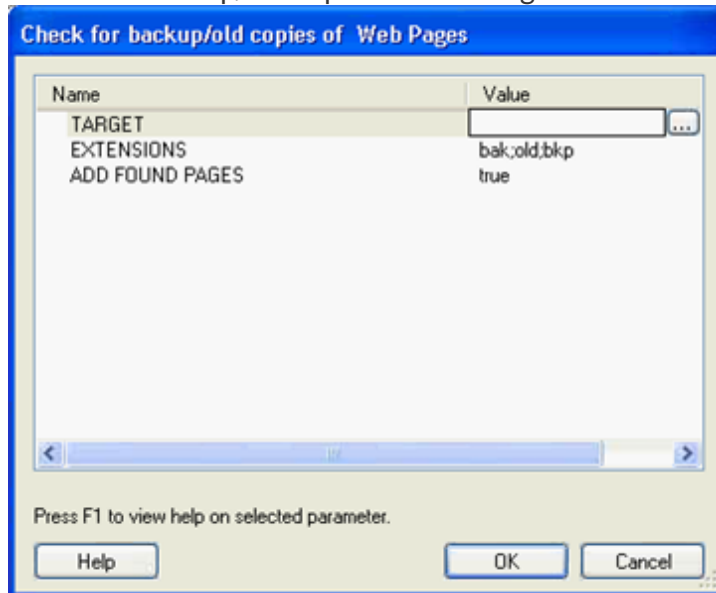 Check for backup/old copies of Web Pages
Name Value
TARGET ...
EXTENSIONS bak;old;bkp
ADD FOUND PAGES true
Press F1 to view help on selected parameter.
Help OK Cancel